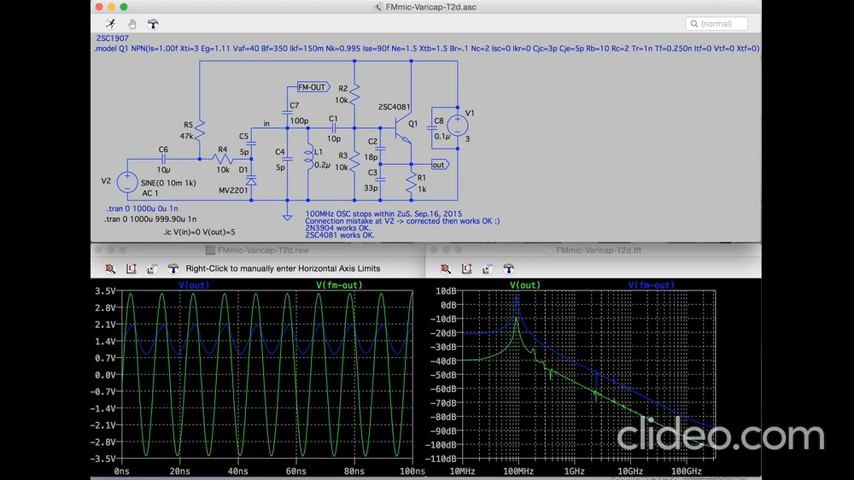 FMmic-Varicap-T2d.asc
(normal)
2SC1907
.model Q1 NPN(Is=1.00f Xti=3 Eg=1.11 Vaf=40 Bf=350 Ikf=150m Nk=0.995 Ise=90f Ne=1.5 Xtb=1.5 Br=.1 Nc=2 Isc=0 Ikr=0 Cjc=3p Cje=5p Rb=10 Rc=2 Tr=1n Tf=0.250n Itf=0 Vtf=0 Xtf=0)
FM-OUT
R2
10k
2SC4081
C7
100p
R5
47k
in
C1
10p
Q1
C8
0.1µ
V1
3
C6
10µ
R4
10k
C5
5p
C4
5p
L1
0.2µ
R3
10k
C2
18p
out
D1
MV2201
C3
33p
R1
1k
V2
SINE(0 10m 1k)
AC 1
.tran 0 1000u 0u 1n
.tran 0 1000u 999.90u 1n
.ic V(in)=0 V(out)=5
100MHz OSC stops within 2uS. Sep.16, 2015
Connection mistake at V2 -> corrected then works OK :)
2N3904 works OK.
2SC4081 works OK.
FMmic-Varicap-T2d.raw
FMmic-Varicap-T2d.fft
Right-Click to manually enter Horizontal Axis Limits
V(out) V(fm-out)
3.5V
2.8V
2.1V
1.4V
0.7V
0.0V
-0.7V
-1.4V
-2.1V
-2.8V
-3.5V
0ns 20ns 40ns 60ns 80ns 100ns
V(out) V(fm-out)
10dB
0dB
-10dB
-20dB
-30dB
-40dB
-50dB
-60dB
-70dB
-80dB
-90dB
-100dB
-110dB
10MHz 100MHz 1GHz 10GHz 100GHz
clideo.com